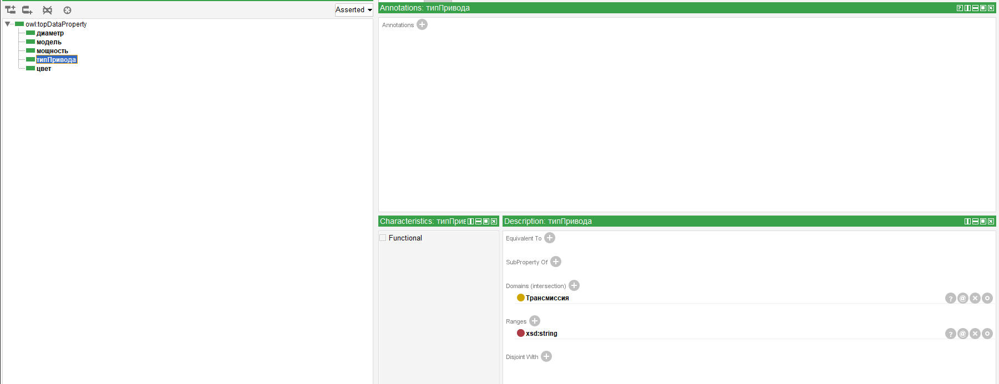 Asserted
owl:topDataProperty
диаметр
модель
мощность
типПривода
цвет
Annotations: типПривода
Annotations
Characteristics: типПрив
Functional
Description: типПривода
Equivalent To
SubProperty Of
Domains (intersection)
Трансмиссия
Ranges
xsd:string
Disjoint With